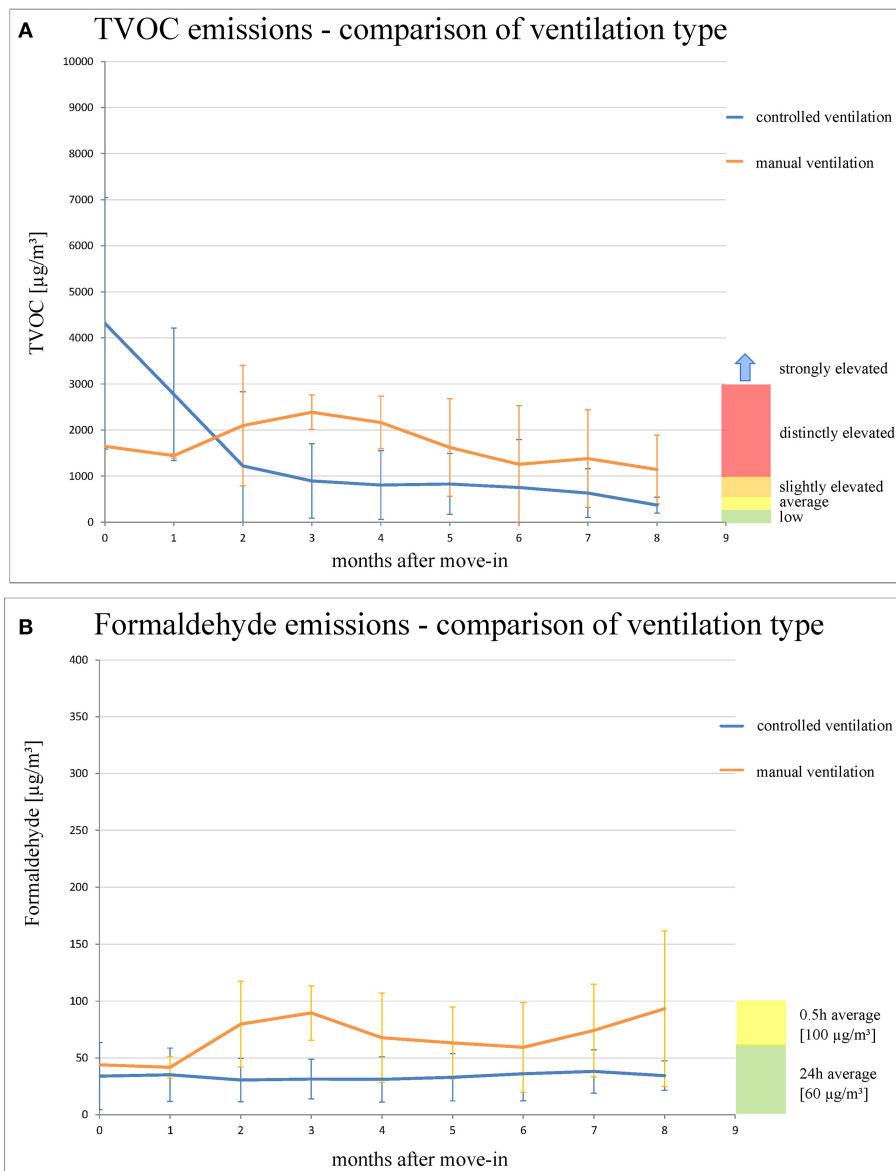 A
TVOC emissions - comparison of ventilation type
TVOC [µg/m³]
10000
9000
8000
7000
6000
5000
4000
3000
2000
1000
0
0 1 2 3 4 5 6 7 8 9
months after move-in
controlled ventilation
manual ventilation
strongly elevated
distinctly elevated
slightly elevated
average
low
B
Formaldehyde emissions - comparison of ventilation type
Formaldehyde [µg/m³]
400
350
300
250
200
150
100
50
0
0 1 2 3 4 5 6 7 8 9
months after move-in
controlled ventilation
manual ventilation
0.5h average
[100 µg/m³]
24h average
[60 µg/m³]